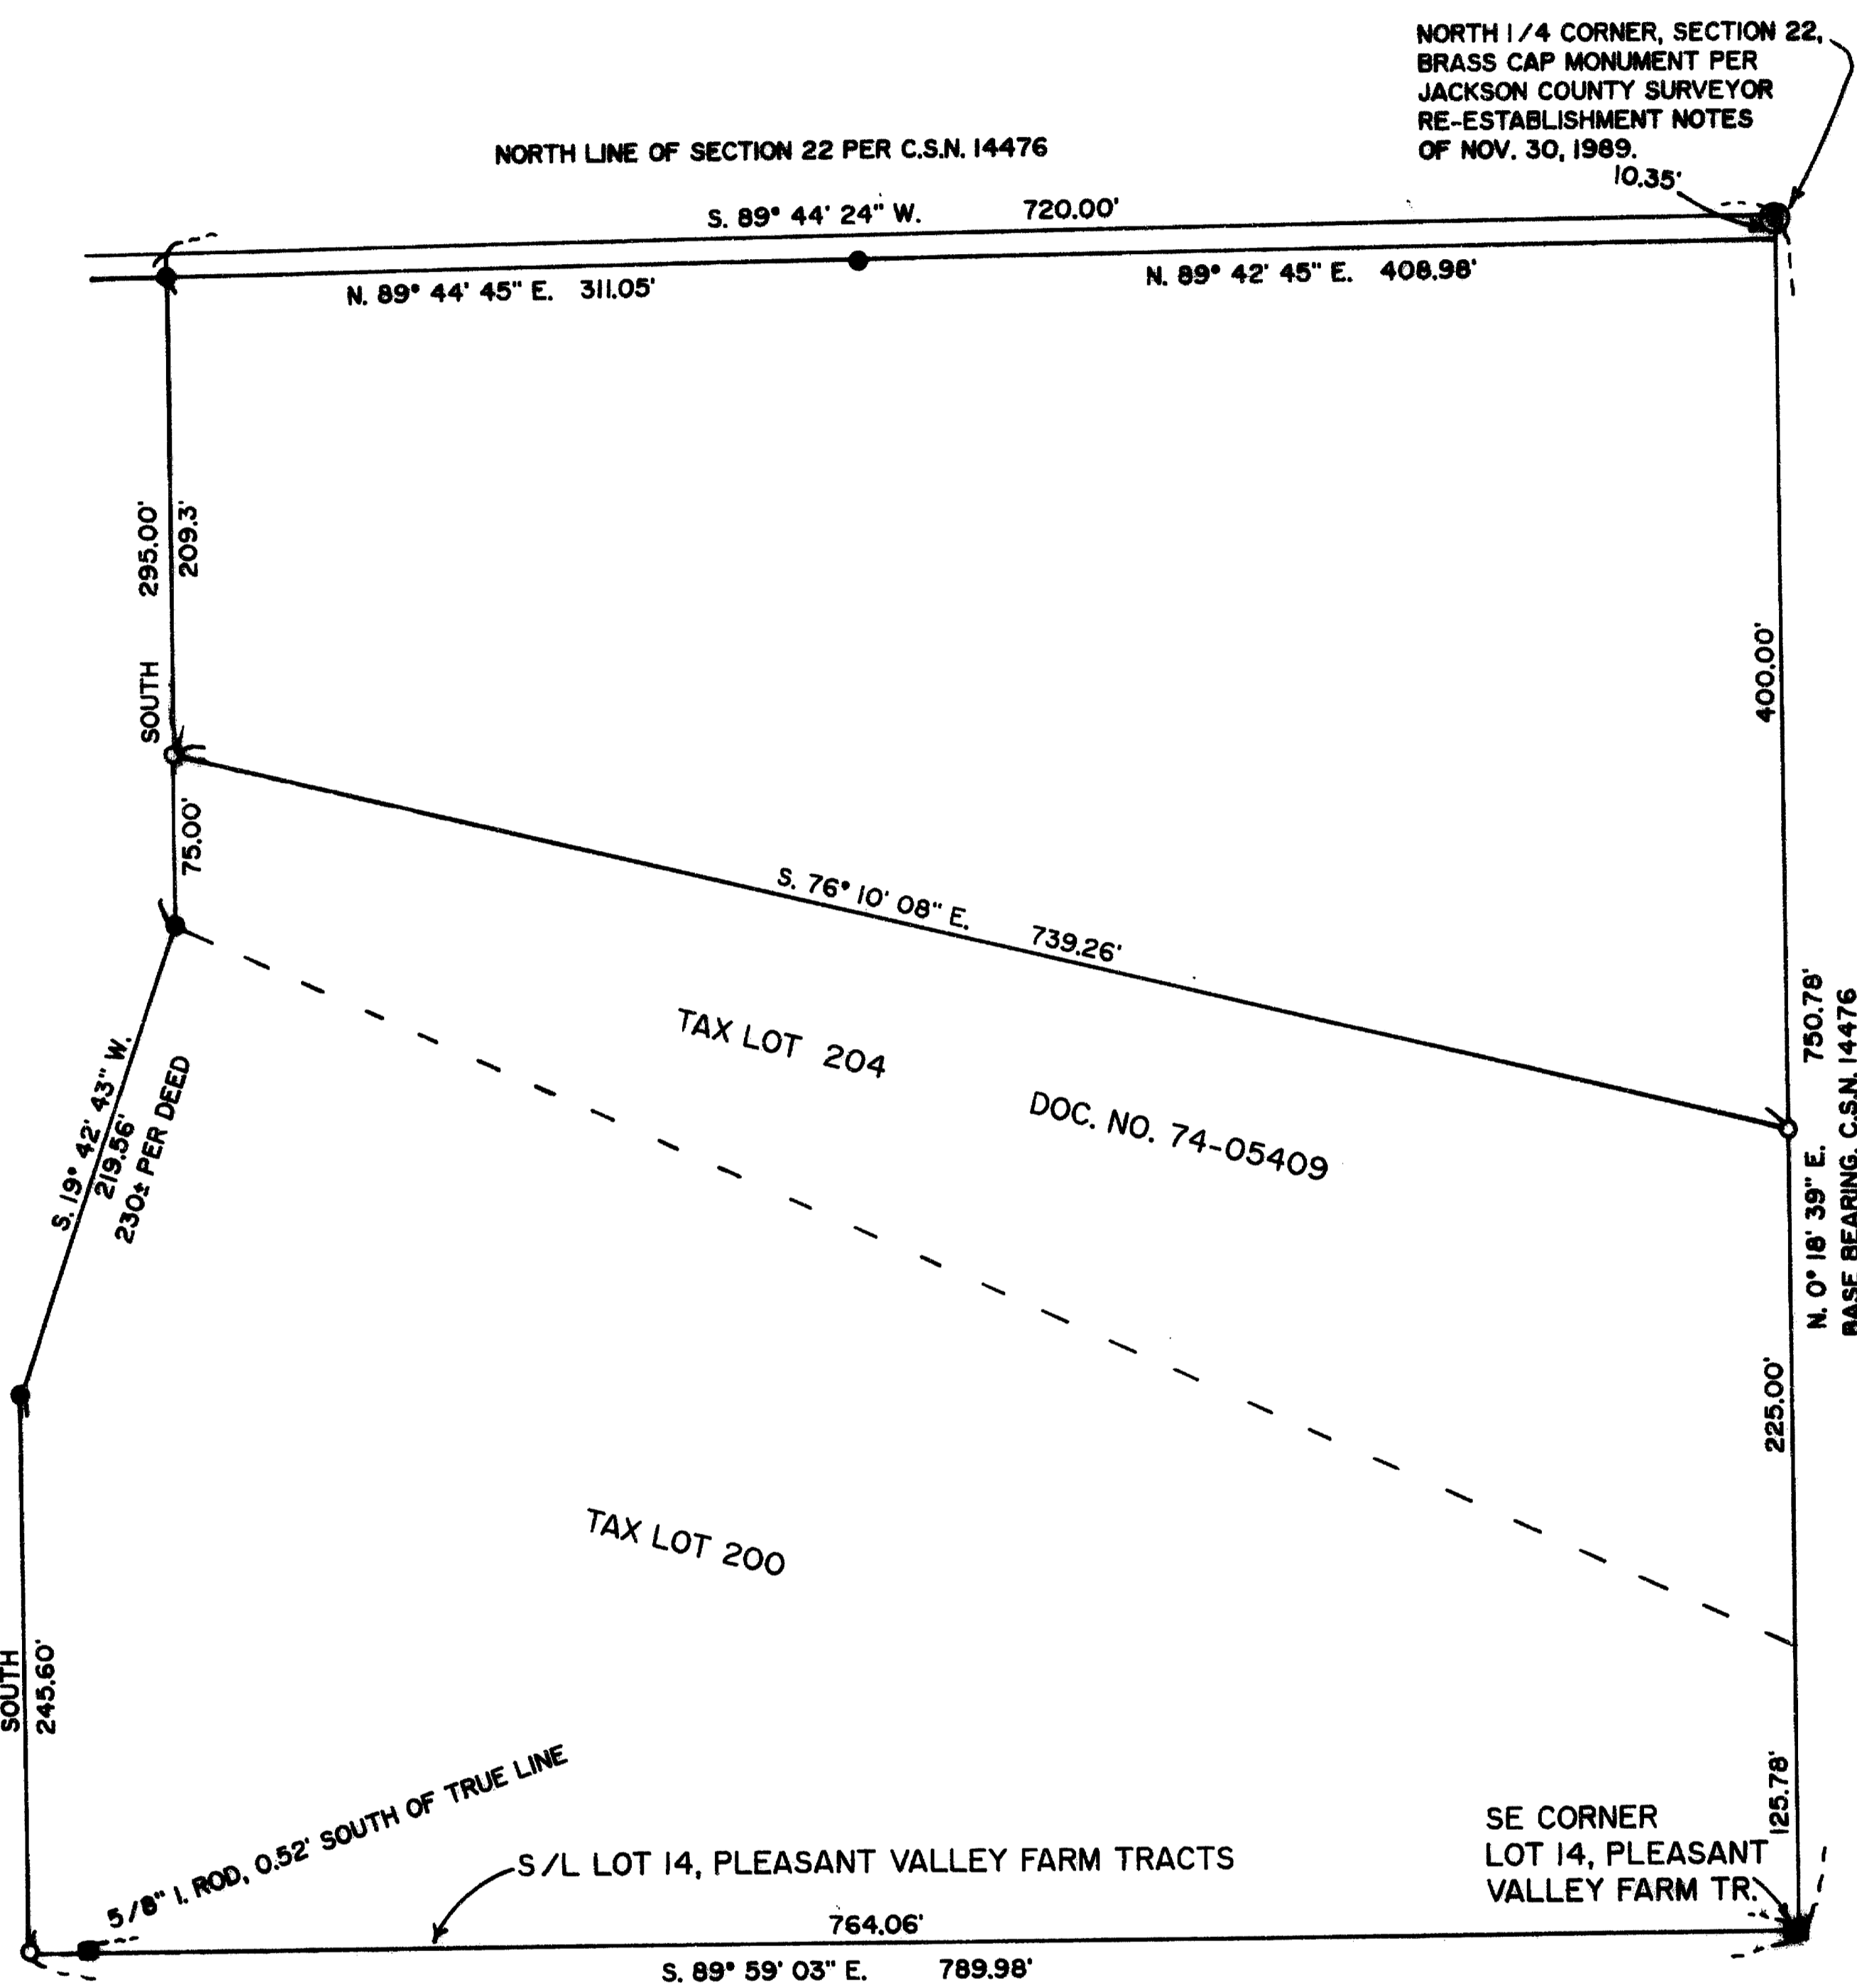 NORTH 1/4 CORNER, SECTION 22,
BRASS CAP MONUMENT PER
JACKSON COUNTY SURVEYOR
RE-ESTABLISHMENT NOTES
OF NOV. 30, 1989.
10.35'
NORTH LINE OF SECTION 22 PER C.S.N. 14476
S. 89° 44' 24" W. 720.00'
N. 89° 44' 45" E. 311.05'
N. 89° 42' 45" E. 408.98'
SOUTH 295.00'
209.3'
400.00'
75.00'
S. 76° 10' 08" E. 739.26'
TAX LOT 204
DOC. NO. 74-05409
N. 0° 18' 39" E. 750.78'
BASE BEARING, C.S.N. 14476
S. 19° 42' 43" W.
219.56'
230± PER DEED
225.00'
TAX LOT 200
SOUTH
245.60'
125.78'
5/8" I. ROD, 0.52' SOUTH OF TRUE LINE
S/L LOT 14, PLEASANT VALLEY FARM TRACTS
SE CORNER
LOT 14, PLEASANT
VALLEY FARM TR.
764.06'
S. 89° 59' 03" E. 789.98'